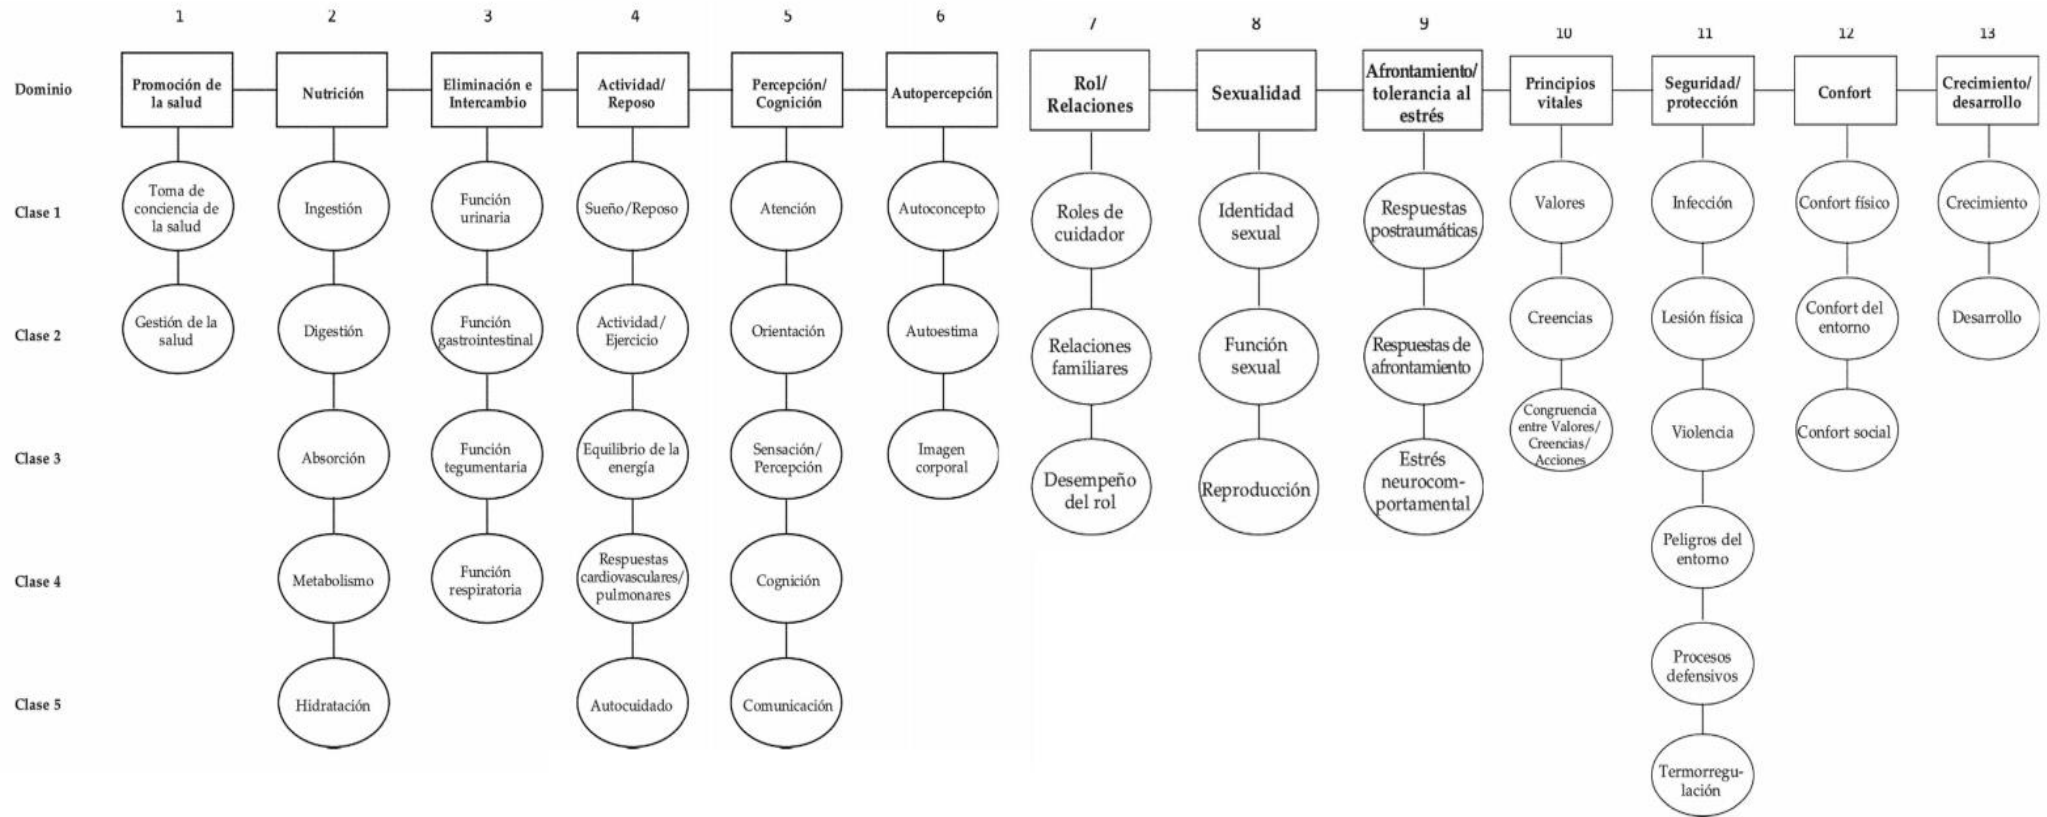 1
2
3
4
5
6
7
8
9
10
11
12
13
Dominio
Promoción de
la salud
Nutrición
Eliminación e
Intercambio
Actividad/
Reposo
Percepción/
Cognición
Autopercepción
Rol/
Relaciones
Sexualidad
Afrontamiento/
tolerancia al
estrés
Principios
vitales
Seguridad/
protección
Confort
Crecimiento/
desarrollo
Clase 1
Toma de
conciencia de
la salud
Ingestión
Función
urinaria
Sueño/Reposo
Atención
Autoconcepto
Roles de
cuidador
Identidad
sexual
Respuestas
postraumáticas
Valores
Infección
Confort físico
Crecimiento
Clase 2
Gestión de la
salud
Digestión
Función
gastrointestinal
Actividad/
Ejercicio
Orientación
Autoestima
Relaciones
familiares
Función
sexual
Respuestas de
afrontamiento
Creencias
Lesión física
Confort del
entorno
Desarrollo
Clase 3
Absorción
Función
tegumentaria
Equilibrio de la
energía
Sensación/
Percepción
Imagen
corporal
Desempeño
del rol
Reproducción
Estrés
neurocom-
portamental
Congruencia
entre Valores/
Creencias/
Acciones
Violencia
Confort social
Clase 4
Metabolismo
Función
respiratoria
Respuestas
cardiovasculares/
pulmonares
Cognición
Peligros del
entorno
Clase 5
Hidratación
Autocuidado
Comunicación
Procesos
defensivos
Termorregu-
lación